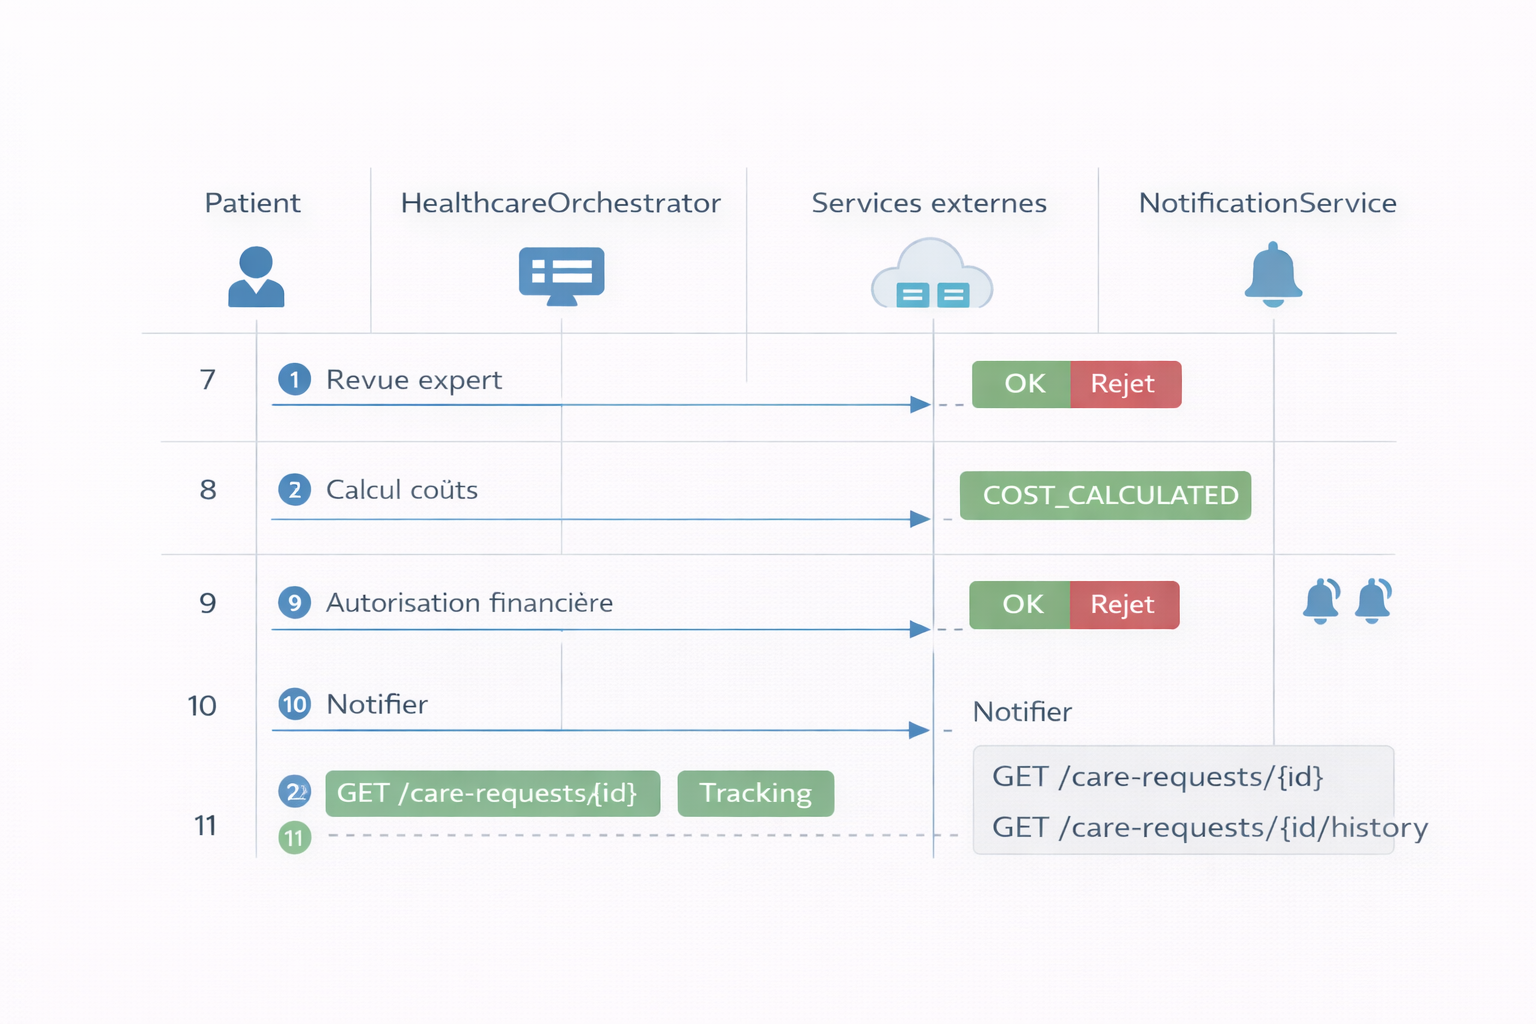 Patient HealthcareOrchestrator Services externes NotificationService
7 1 Revue expert OK Rejet
8 2 Calcul coûts COST_CALCULATED
9 9 Autorisation financière OK Rejet
10 10 Notifier Notifier
GET /care-requests/{id} Tracking GET /care-requests/{id}
11 11 GET /care-requests/{id/history